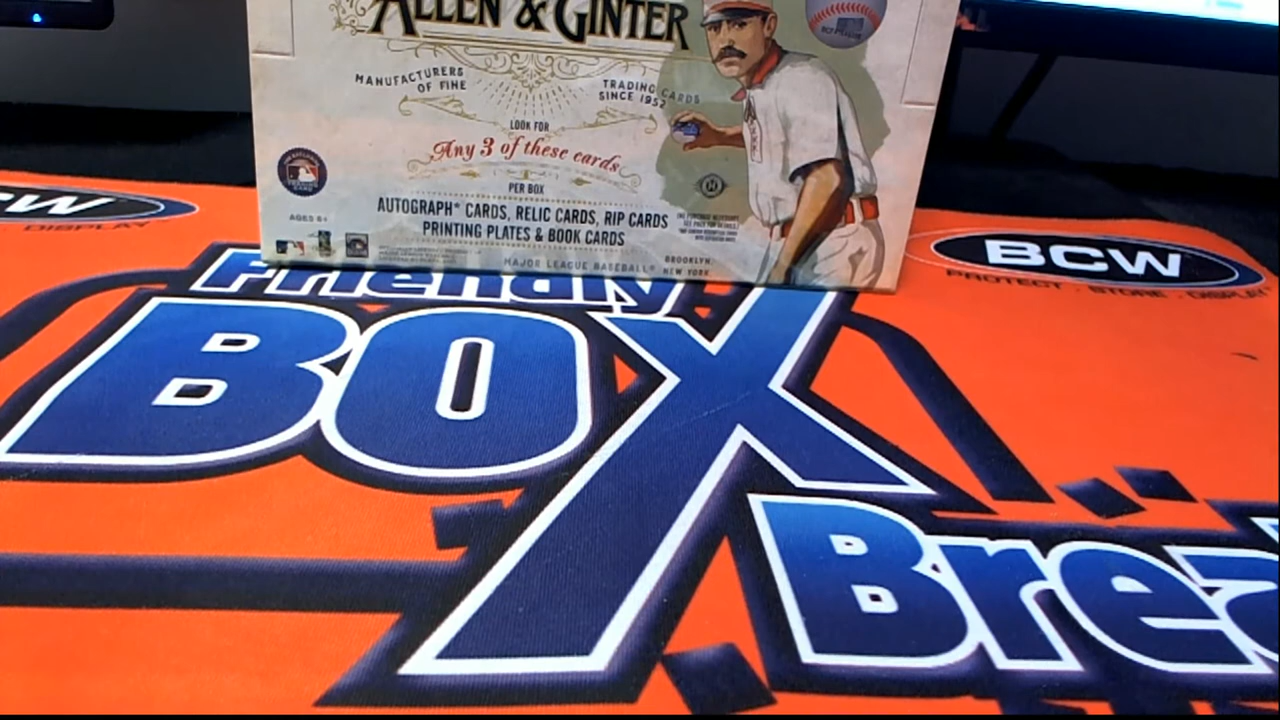 ALLEN & GINTER
MANUFACTURERS
OF FINE
TRADING CARDS
SINCE 1952
LOOK FOR
Any 3 of these cards
PER BOX
AUTOGRAPH* CARDS, RELIC CARDS, RIP CARDS
PRINTING PLATES & BOOK CARDS
AGES 6+
MAJOR LEAGUE BASEBALL®
BROOKLYN,
NEW YORK
BCW
DISPLAY
BCW
PROTECT . STORE . DISPLAY
Friendly
BOX
Brea